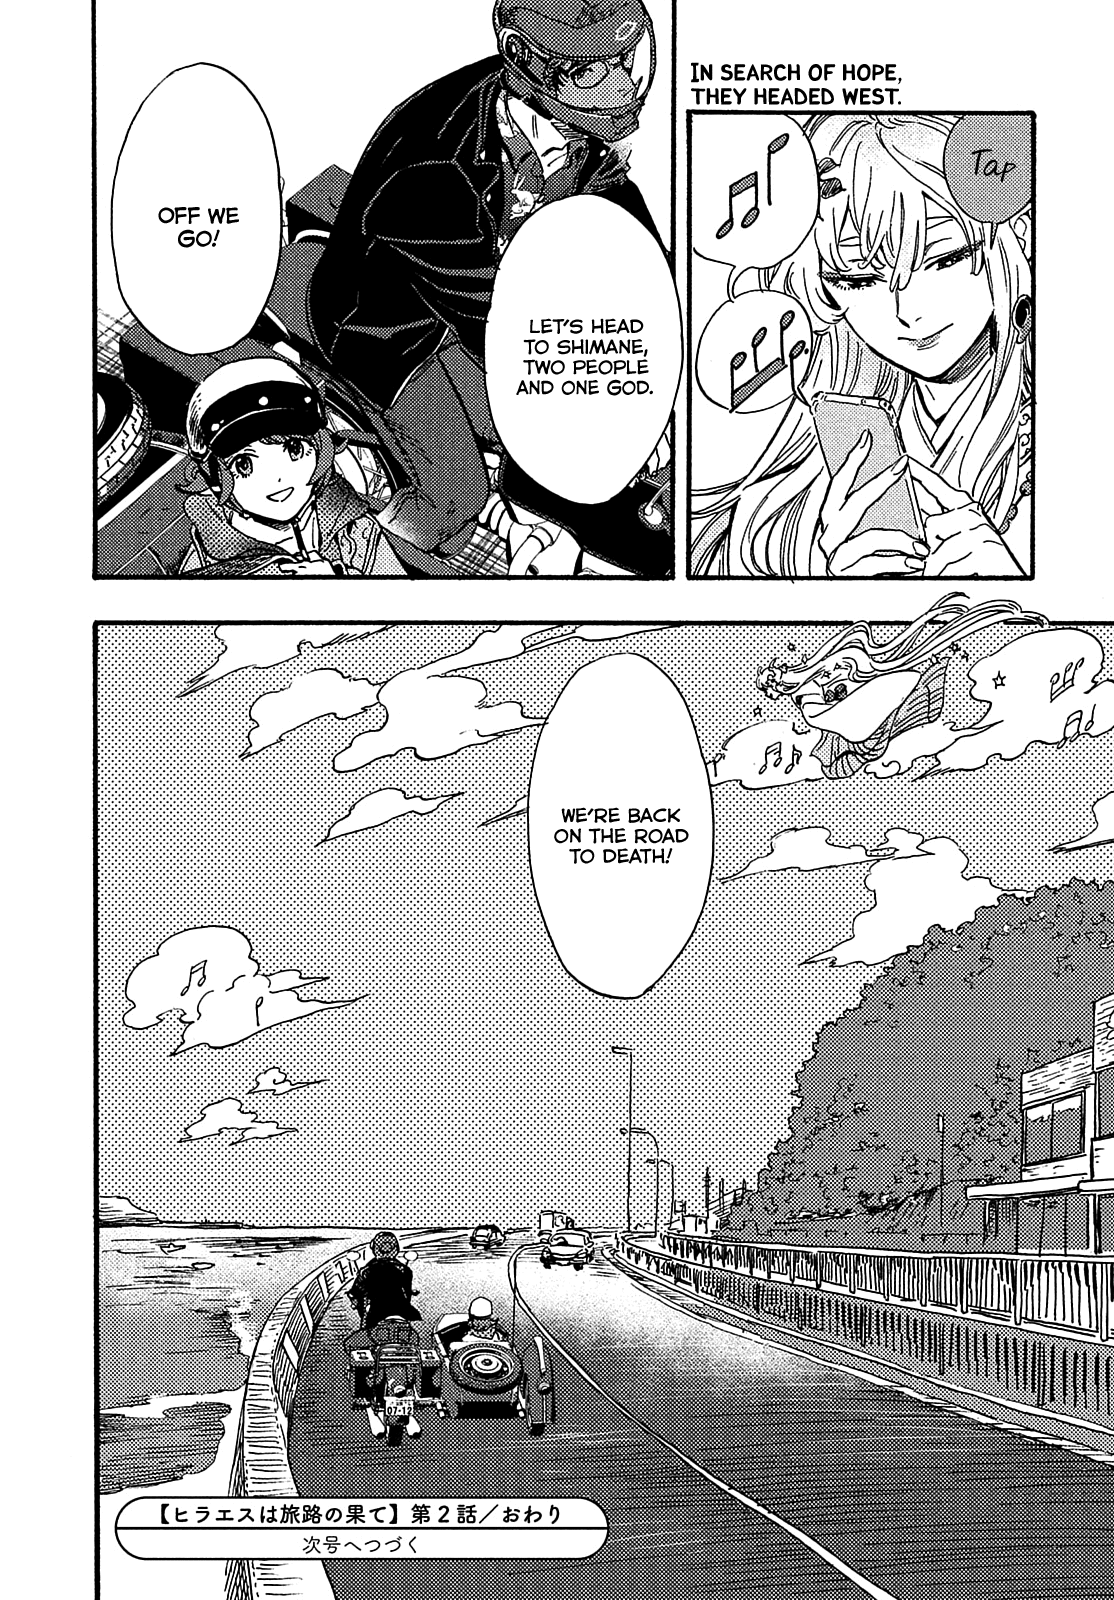 IN SEARCH OF HOPE,
THEY HEADED WEST.
Tap
LET'S HEAD
TO SHIMANE,
TWO PEOPLE
AND ONE GOD.
OFF WE
GO!
WE'RE BACK
ON THE ROAD
TO DEATH!
07-12
【ヒラエスは旅路の果て】第2話／おわり
次号へつづく